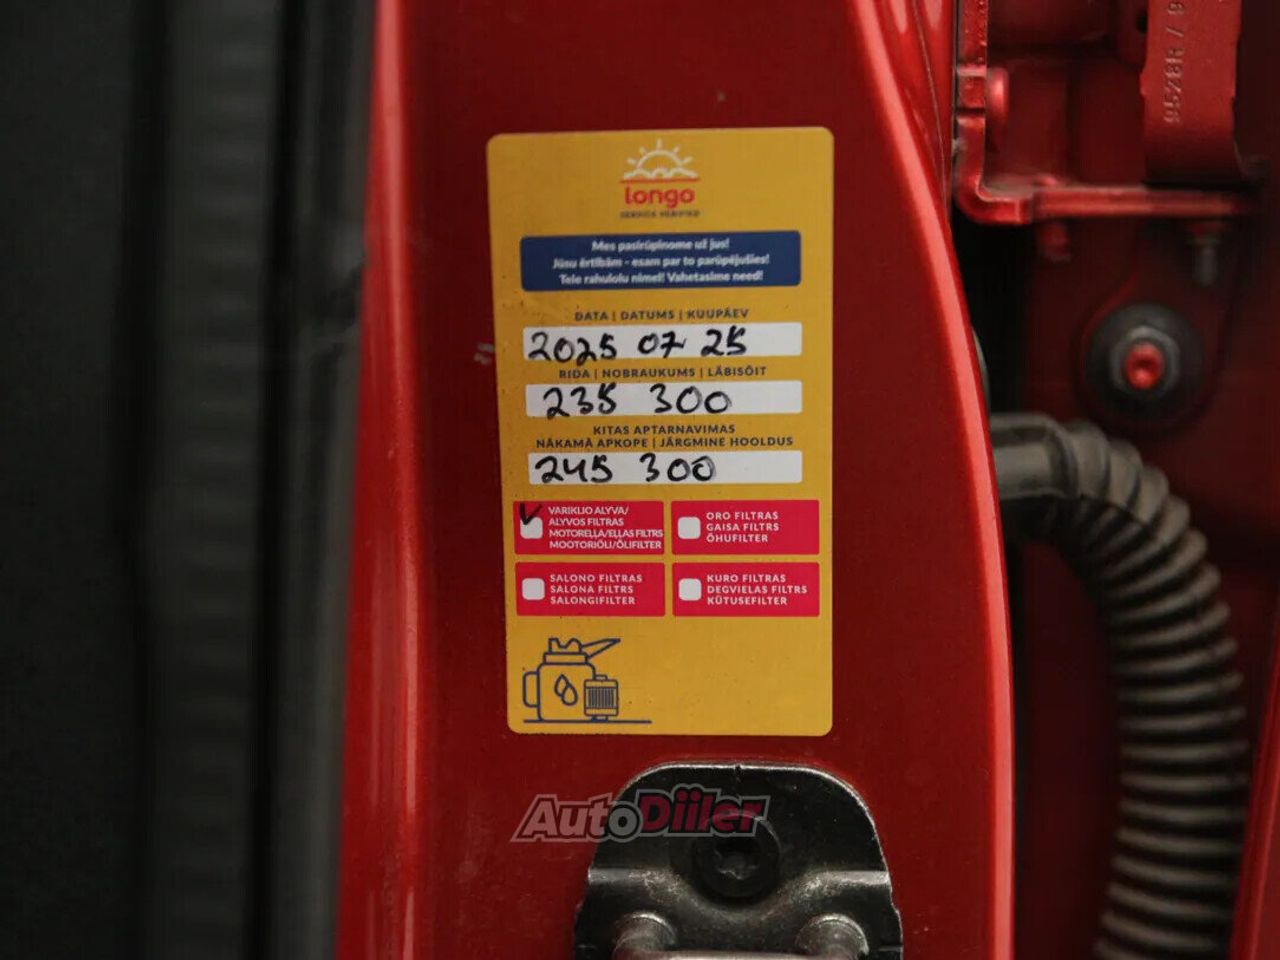 longo
SERVICE VERIFIED
Mes pasirūpinome už jus!
Jūsu ērtībām - esam par to parūpējušies!
Teie rahulolu nimel! Vahetasime need!
DATA | DATUMS | KUUPÄEV
2025 07 25
RIDA | NOBRAUKUMS | LÄBISÕIT
235 300
KITAS APTARNAVIMAS
NĀKAMĀ APKOPE | JÄRGMINE HOOLDUS
245 300
VARIKLIO ALYVA/
ALYVOS FILTRAS
MOTOREĻĻA/EĻĻAS FILTRS
MOOTORIÕLI/ÕLIFILTER
ORO FILTRAS
GAISA FILTRS
ÕHUFILTER
SALONO FILTRAS
SALONA FILTRS
SALONGIFILTER
KURO FILTRAS
DEGVIELAS FILTRS
KÜTUSEFILTER
AutoDiiler